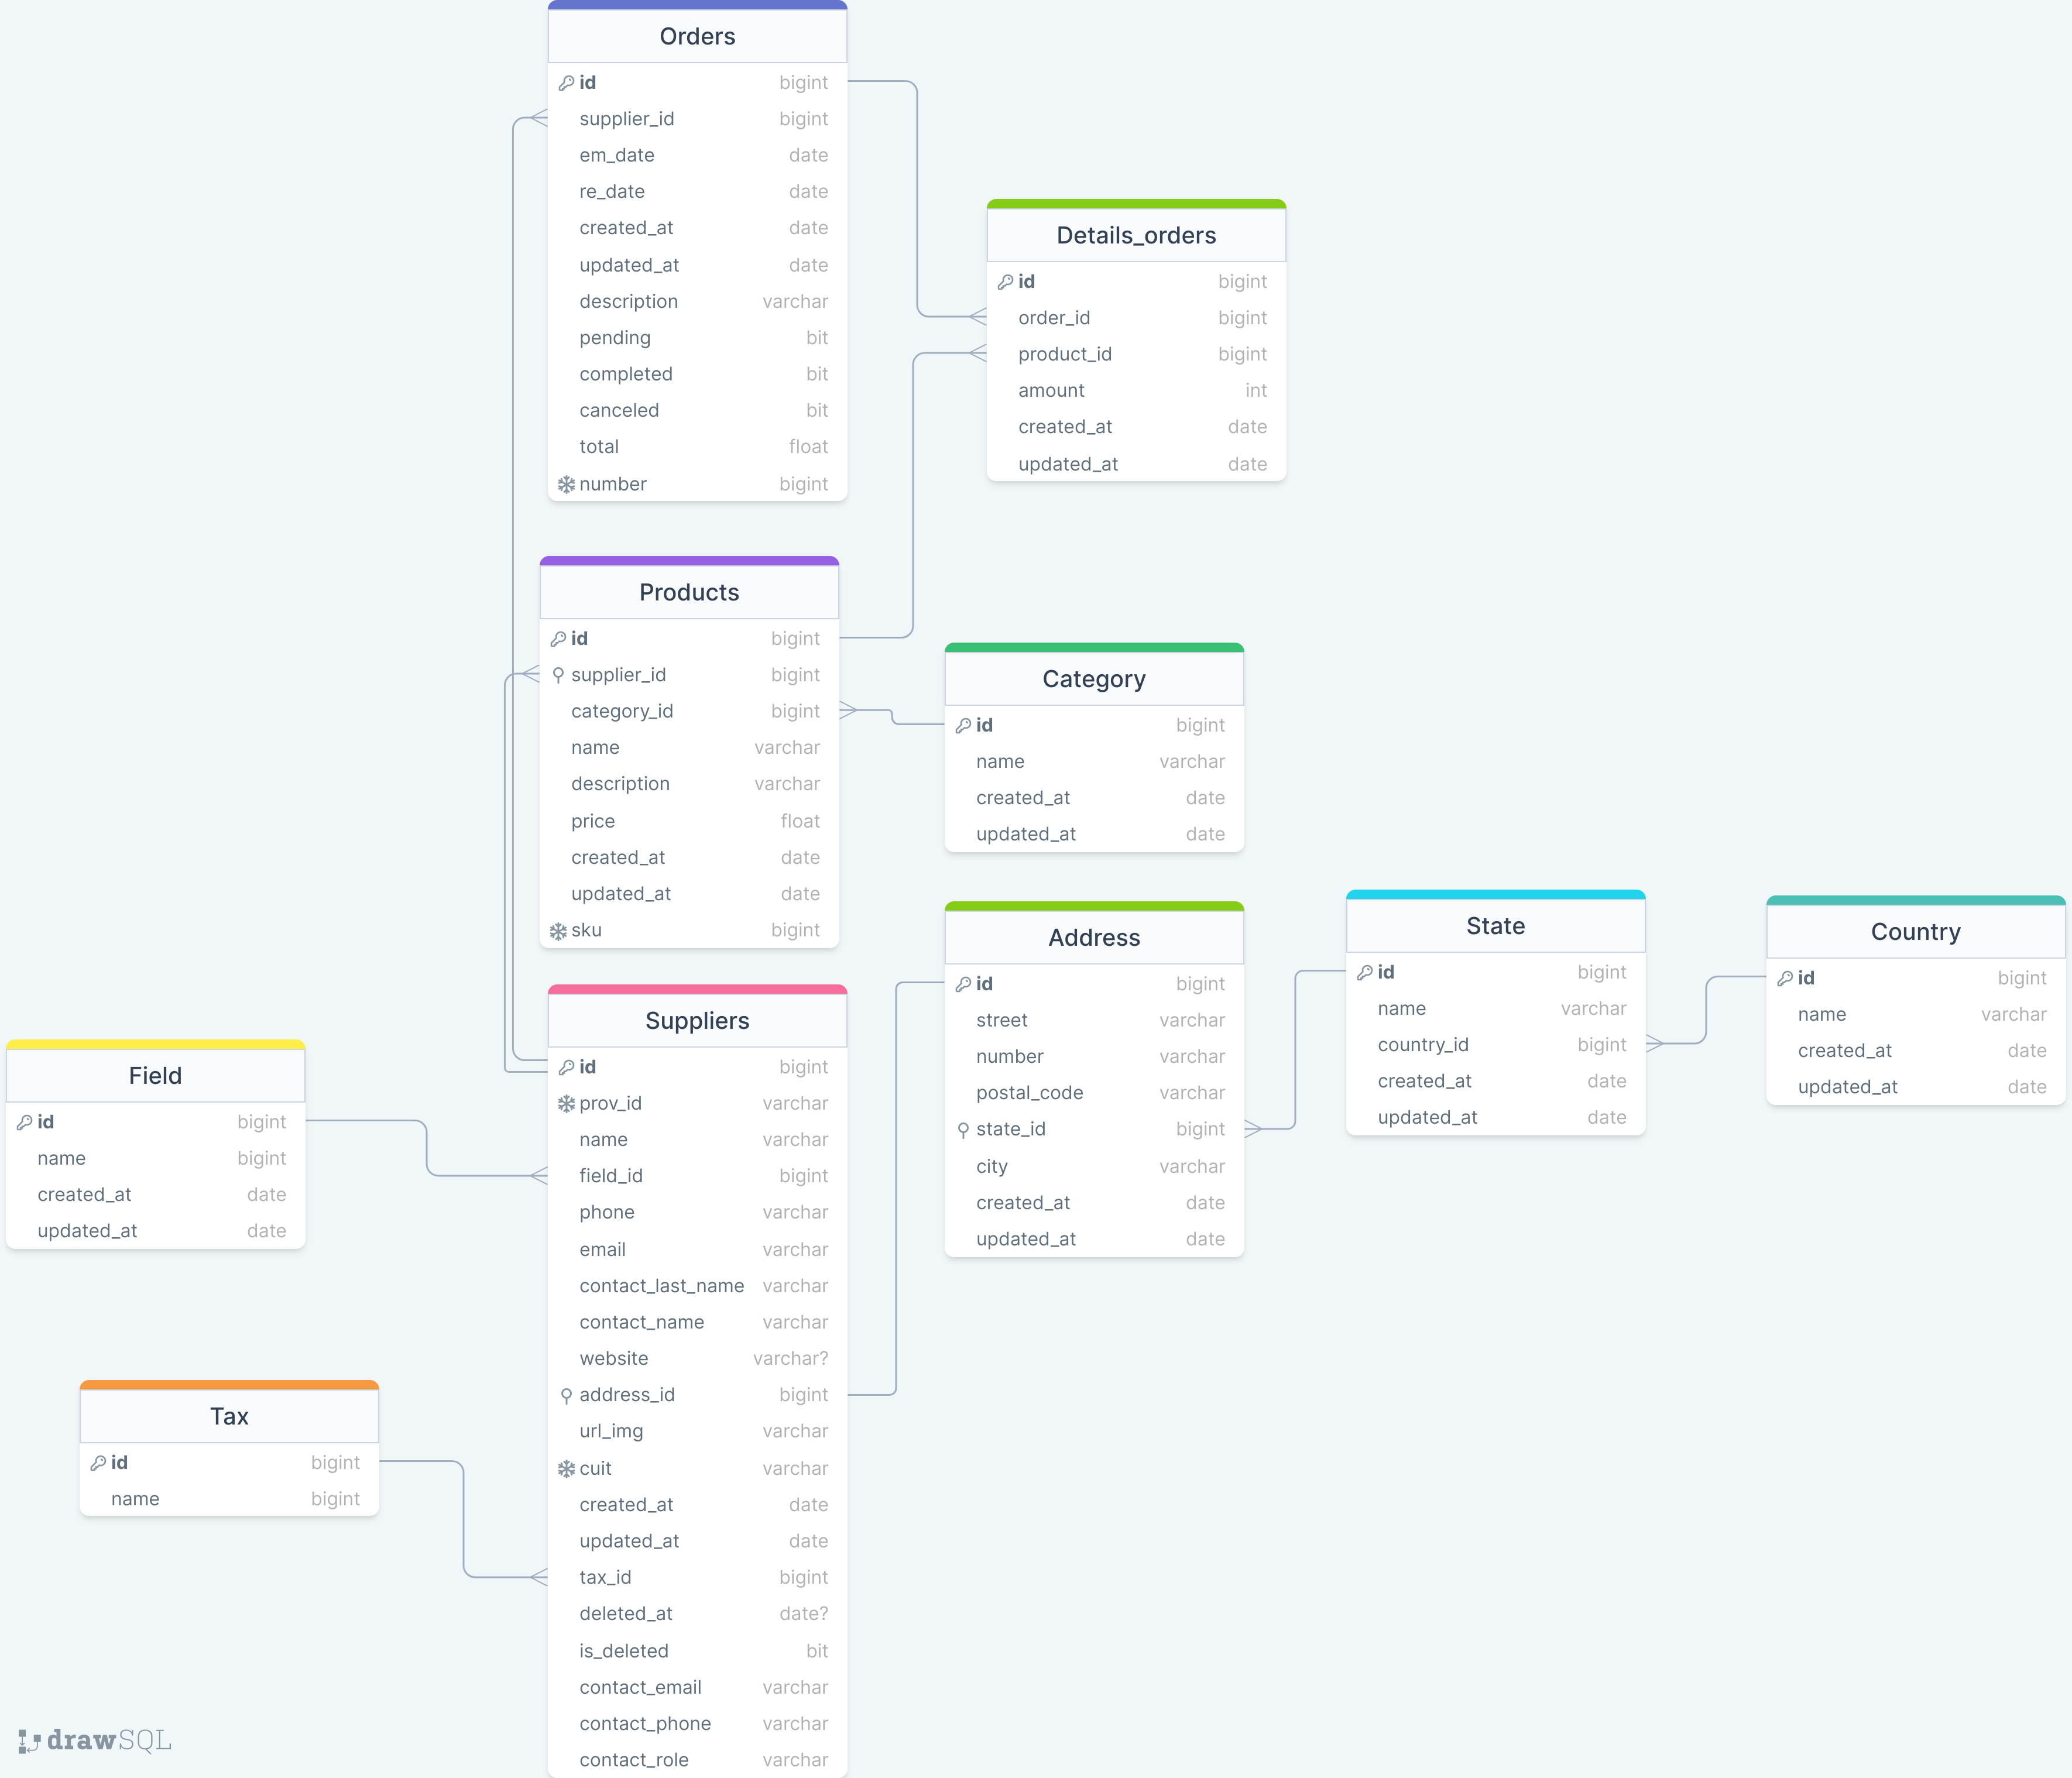 Orders
id bigint
supplier_id bigint
em_date date
re_date date
created_at date
updated_at date
description varchar
pending bit
completed bit
canceled bit
total float
number bigint
Details_orders
id bigint
order_id bigint
product_id bigint
amount int
created_at date
updated_at date
Products
id bigint
supplier_id bigint
category_id bigint
name varchar
description varchar
price float
created_at date
updated_at date
sku bigint
Category
id bigint
name varchar
created_at date
updated_at date
Address
id bigint
street varchar
number varchar
postal_code varchar
state_id bigint
city varchar
created_at date
updated_at date
State
id bigint
name varchar
country_id bigint
created_at date
updated_at date
Country
id bigint
name varchar
created_at date
updated_at date
Suppliers
id bigint
prov_id varchar
name varchar
field_id bigint
phone varchar
email varchar
contact_last_name varchar
contact_name varchar
website varchar?
address_id bigint
url_img varchar
cuit varchar
created_at date
updated_at date
tax_id bigint
deleted_at date?
is_deleted bit
contact_email varchar
contact_phone varchar
contact_role varchar
Field
id bigint
name bigint
created_at date
updated_at date
Tax
id bigint
name bigint
drawSQL